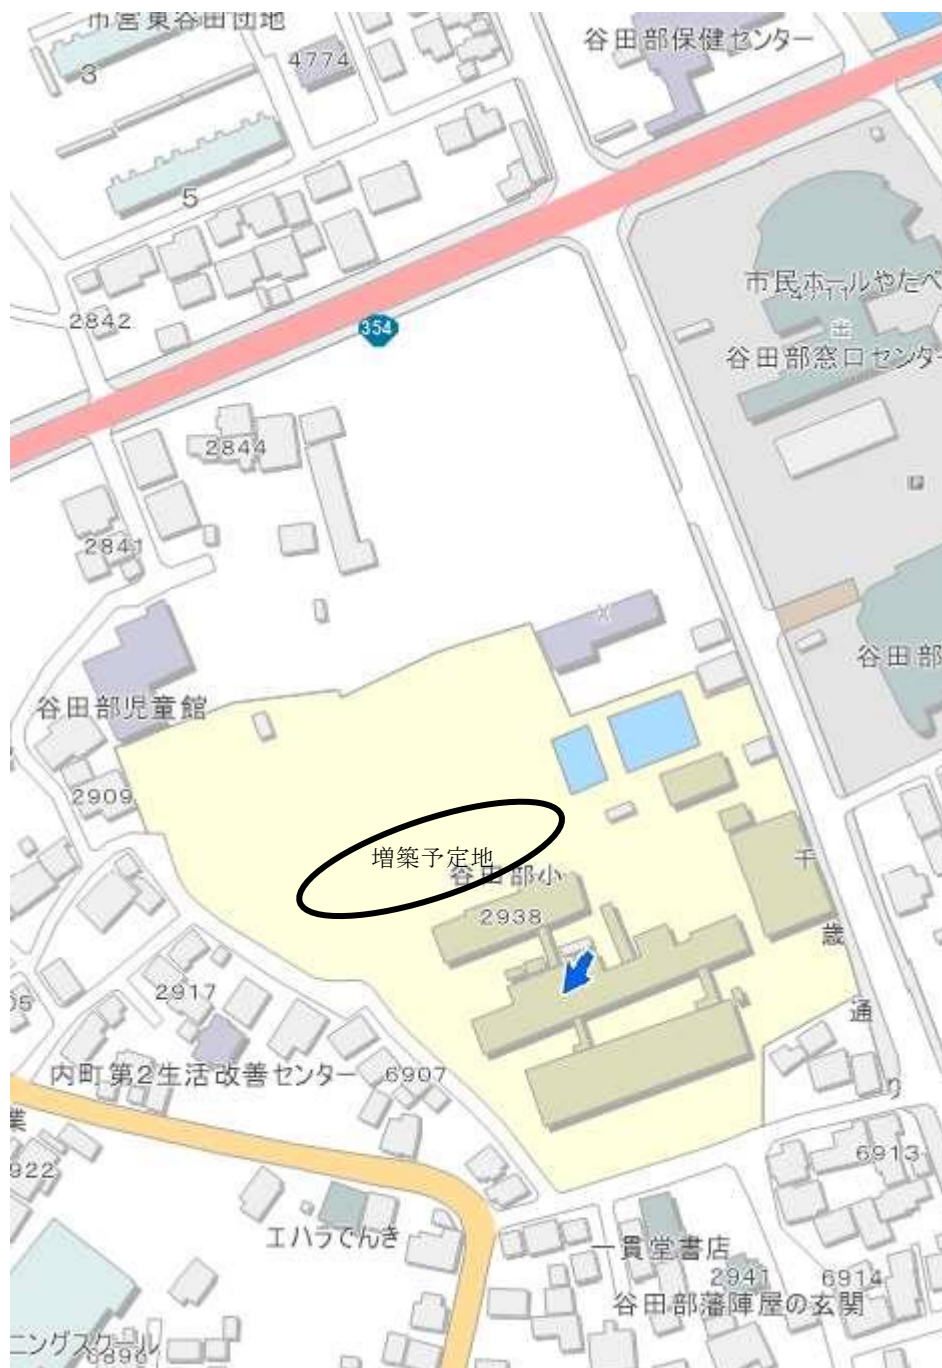 市営東谷田団地
谷田部保健センター
4774
3
5
市民ホールやたべ
4711
2842
354
谷田部窓口センター
2844
2841
谷田部
谷田部児童館
2909
増築予定地
谷田部小
2938
千歳通り
2917
05
内町第2生活改善センター
6907
業
922
6913
エハラでんき
一貫堂書店
2941
6914
谷田部藩陣屋の玄関
ニングスクール
6896